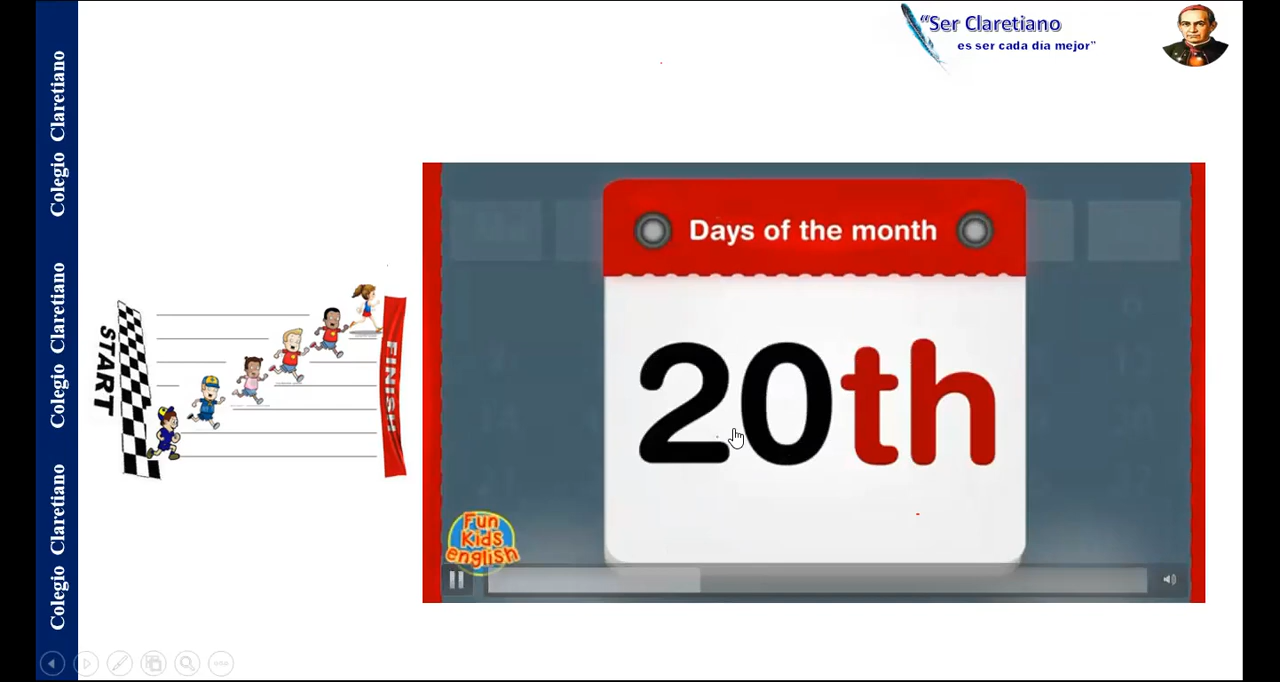 “Ser Claretiano
es ser cada día mejor”
Colegio Claretiano
Colegio Claretiano
Colegio Claretiano
START
FINISH
Days of the month
20th
Fun
Kids
english